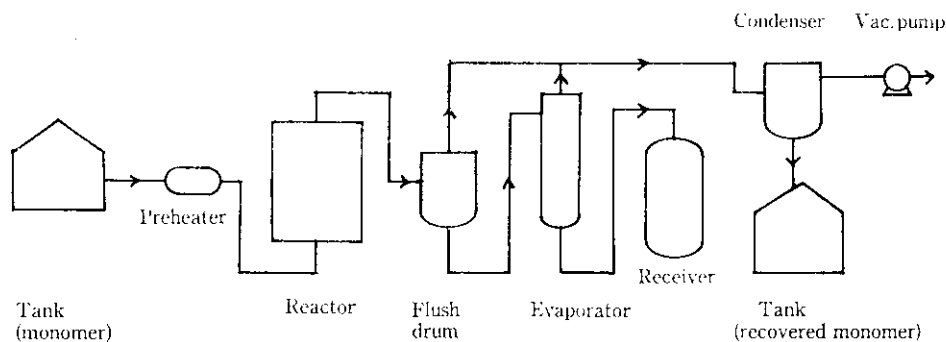 Condenser
Vac. pump
Preheater
Receiver
Tank
(monomer)
Reactor
Flush
drum
Evaporator
Tank
(recovered monomer)